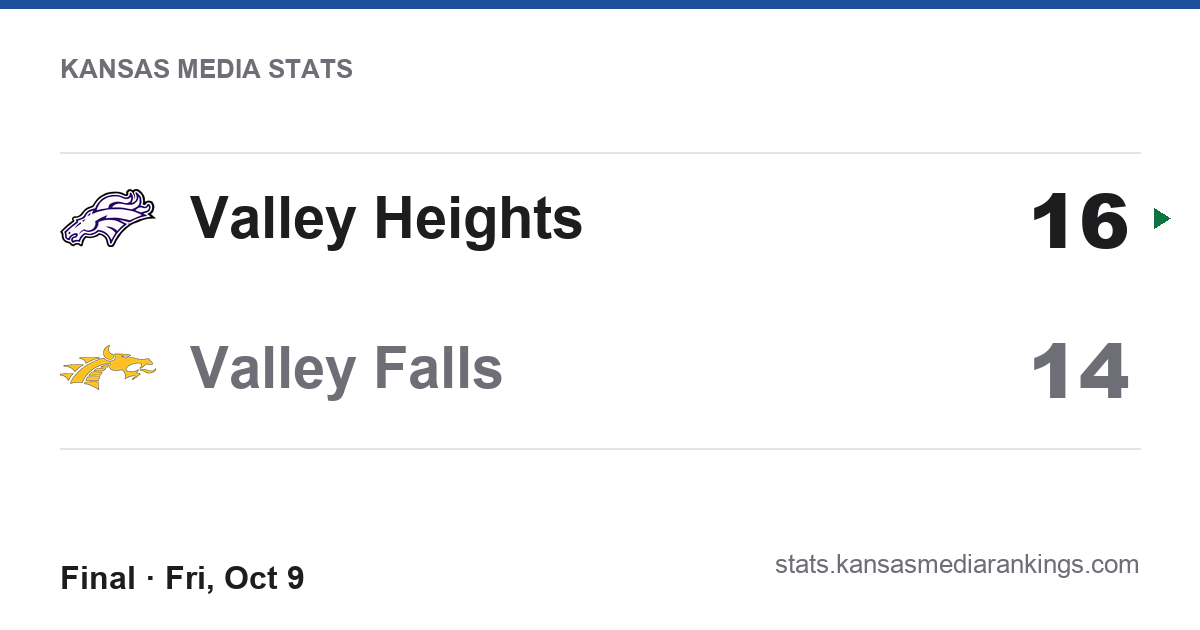 KANSAS MEDIA STATS
Valley Heights 16
Valley Falls 14
Final · Fri, Oct 9
stats.kansasmediarankings.com